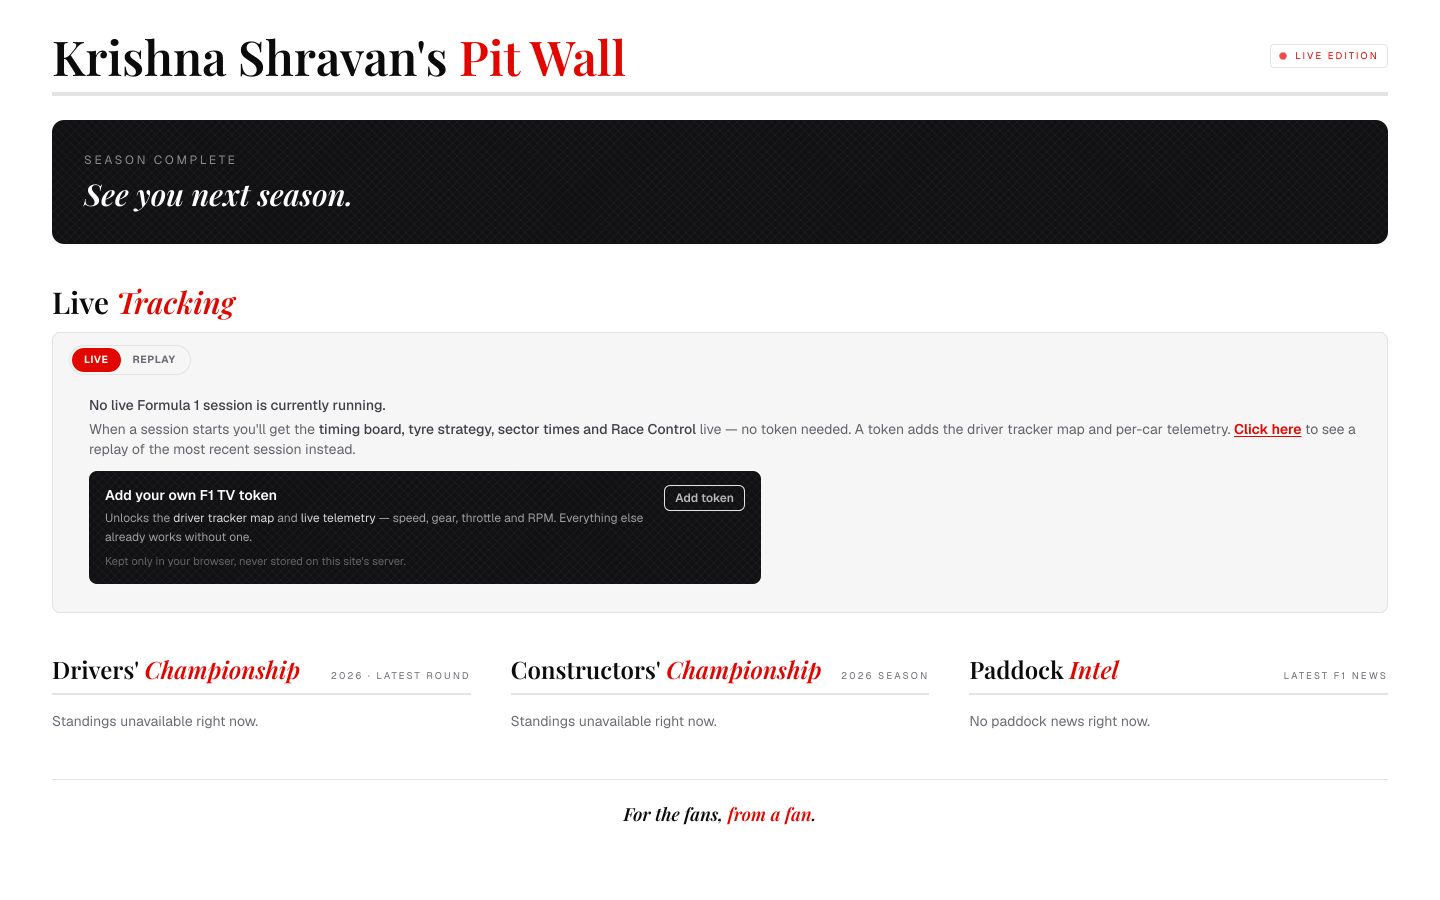 Krishna Shravan's Pit Wall
LIVE EDITION
SEASON COMPLETE
See you next season.
Live Tracking
LIVE REPLAY
No live Formula 1 session is currently running.
When a session starts you'll get the timing board, tyre strategy, sector times and Race Control live — no token needed. A token adds the driver tracker map and per-car telemetry. Click here to see a
replay of the most recent session instead.
Add your own F1 TV token
Add token
Unlocks the driver tracker map and live telemetry — speed, gear, throttle and RPM. Everything else
already works without one.
Kept only in your browser, never stored on this site's server.
Drivers' Championship
2026 · LATEST ROUND
Standings unavailable right now.
Constructors' Championship
2026 SEASON
Standings unavailable right now.
Paddock Intel
LATEST F1 NEWS
No paddock news right now.
For the fans, from a fan.